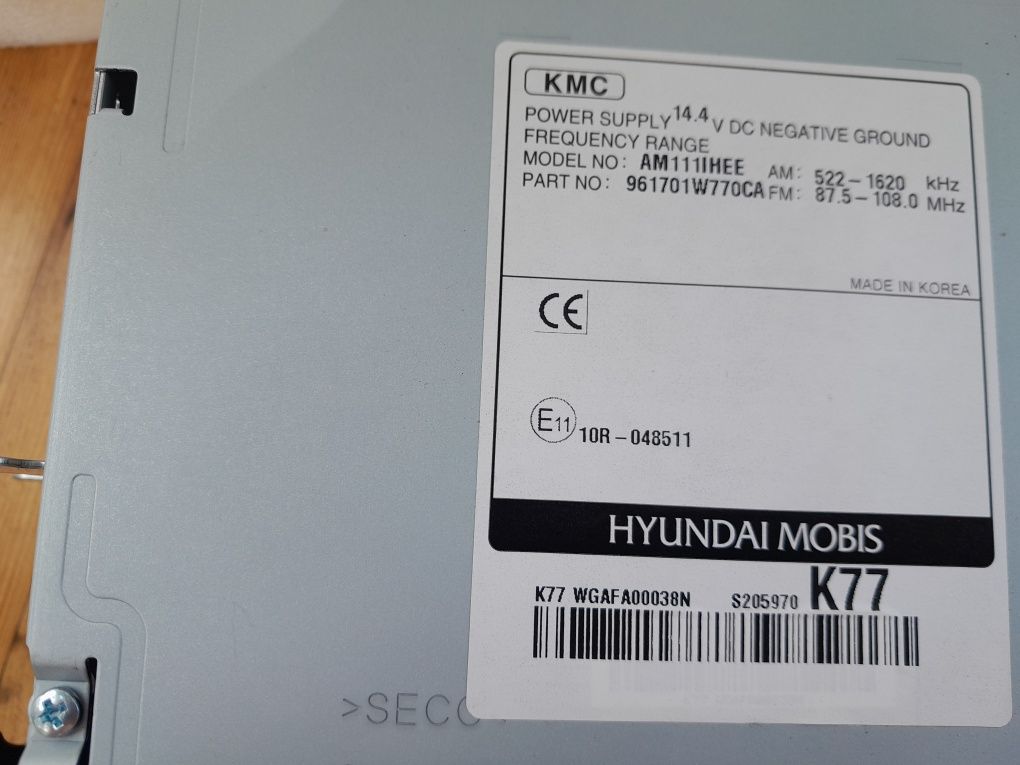 KMC
POWER SUPPLY 14.4 V DC NEGATIVE GROUND
FREQUENCY RANGE
MODEL NO: AM111IHEE AM: 522-1620 kHz
PART NO: 961701W770CA FM: 87.5-108.0 MHz
MADE IN KOREA
CE
E11 10R-048511
HYUNDAI MOBIS
K77 WGAFA00038N S205970 K77
>SECC